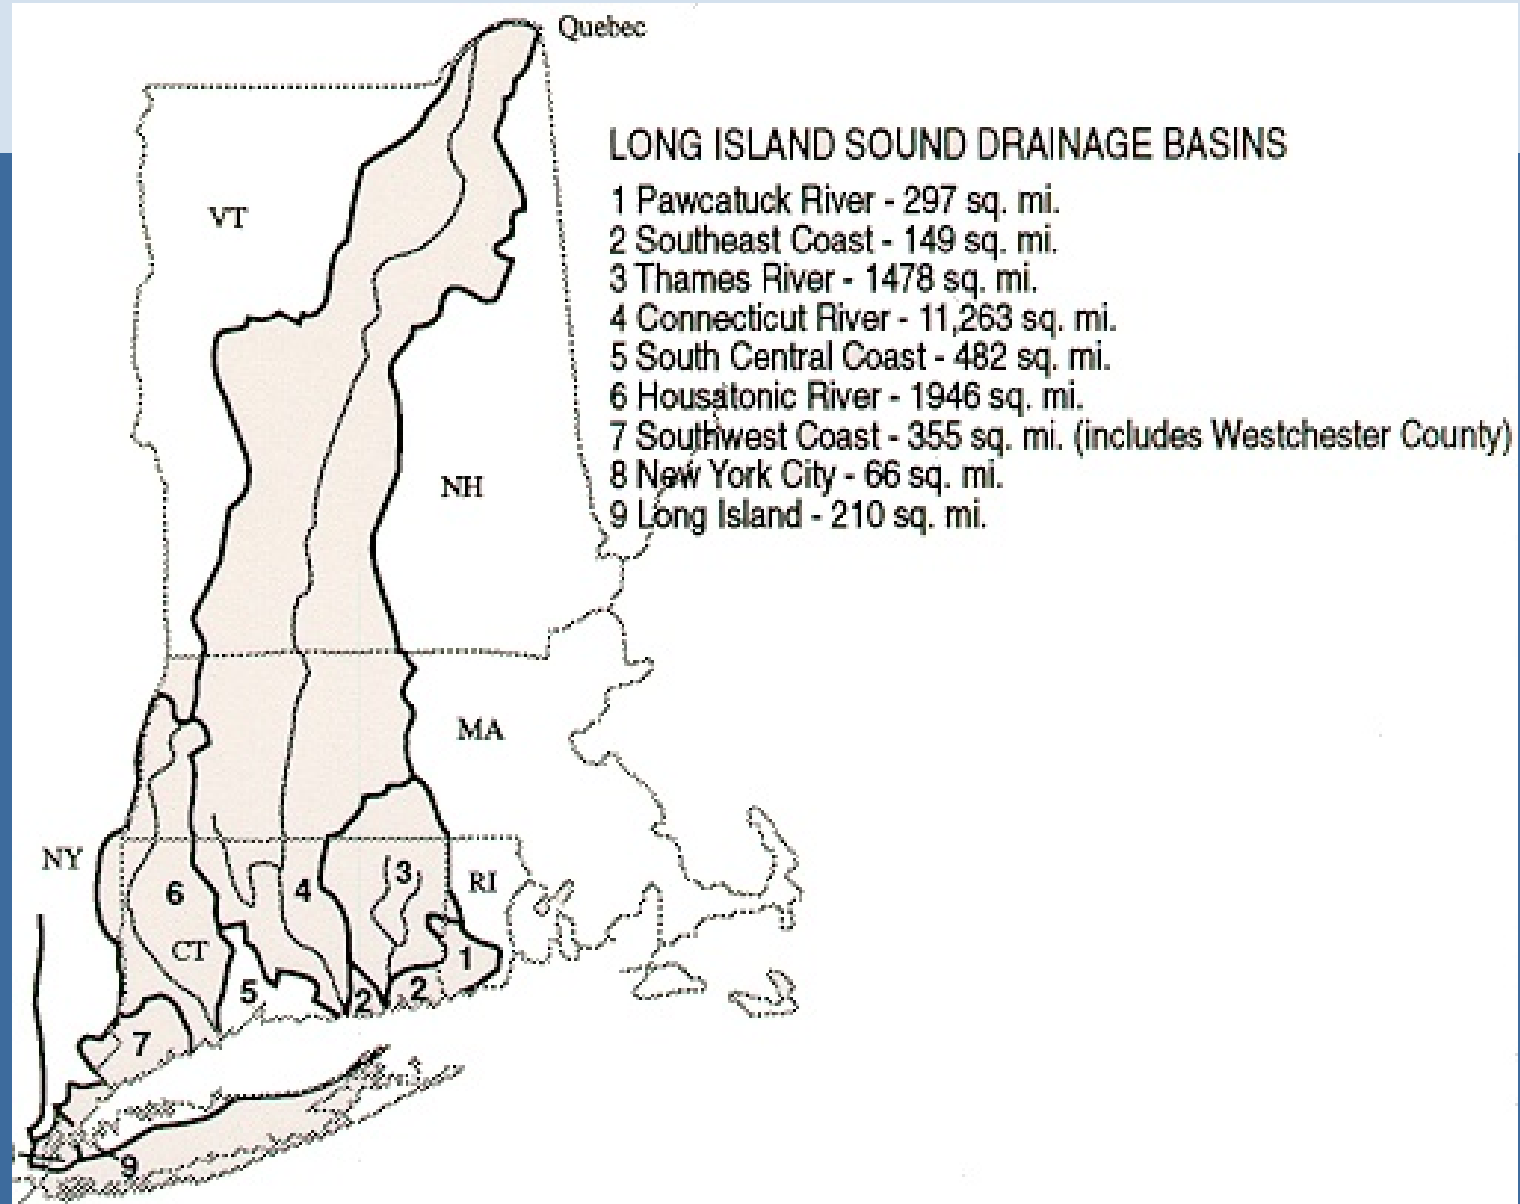 Quebec
LONG ISLAND SOUND DRAINAGE BASINS
1 Pawcatuck River - 297 sq. mi.
2 Southeast Coast - 149 sq. mi.
3 Thames River - 1478 sq. mi.
4 Connecticut River - 11,263 sq. mi.
5 South Central Coast - 482 sq. mi.
6 Housatonic River - 1946 sq. mi.
7 Southwest Coast - 355 sq. mi. (includes Westchester County)
8 New York City - 66 sq. mi.
9 Long Island - 210 sq. mi.
VT
NH
MA
NY
RI
6
4
3
CT
1
5
2
2
7
9